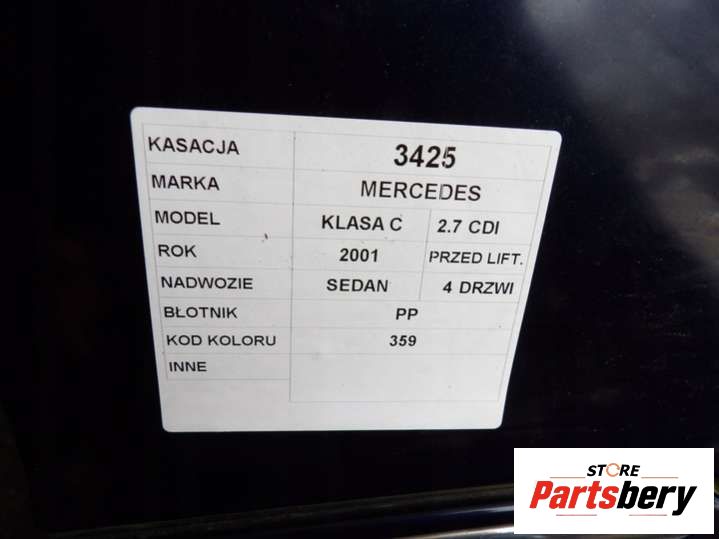 KASACJA 3425
MARKA MERCEDES
MODEL KLASA C 2.7 CDI
ROK 2001 PRZED LIFT.
NADWOZIE SEDAN 4 DRZWI
BŁOTNIK PP
KOD KOLORU 359
INNE
STORE
Partsbery